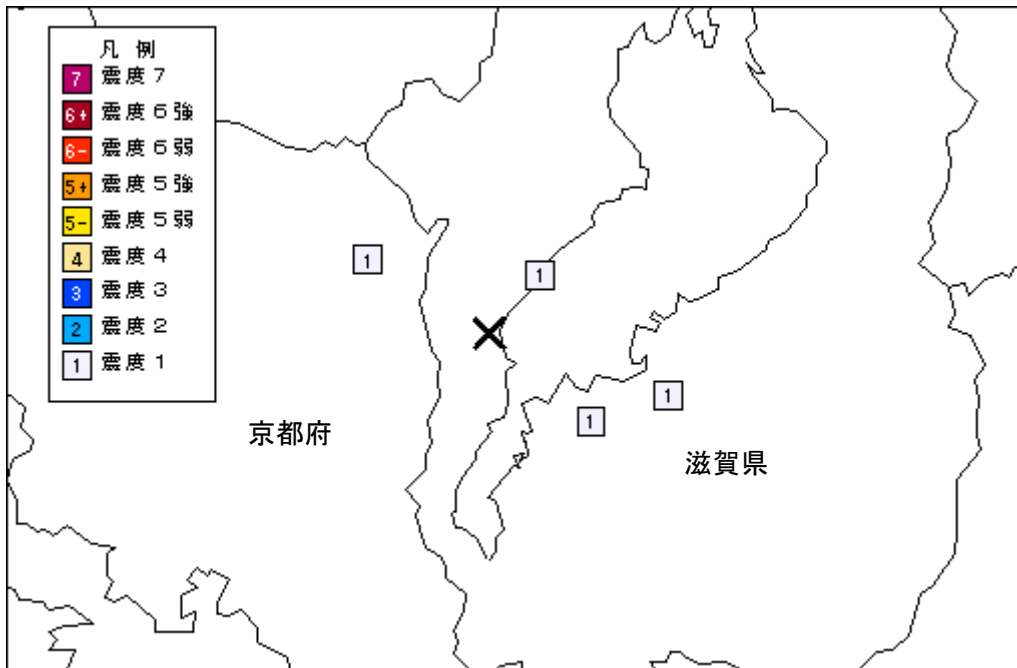 凡 例
7 震度７
6+ 震度６強
6- 震度６弱
5+ 震度５強
5- 震度５弱
4 震度４
3 震度３
2 震度２
1 震度１
1
1
1
1
京都府
滋賀県